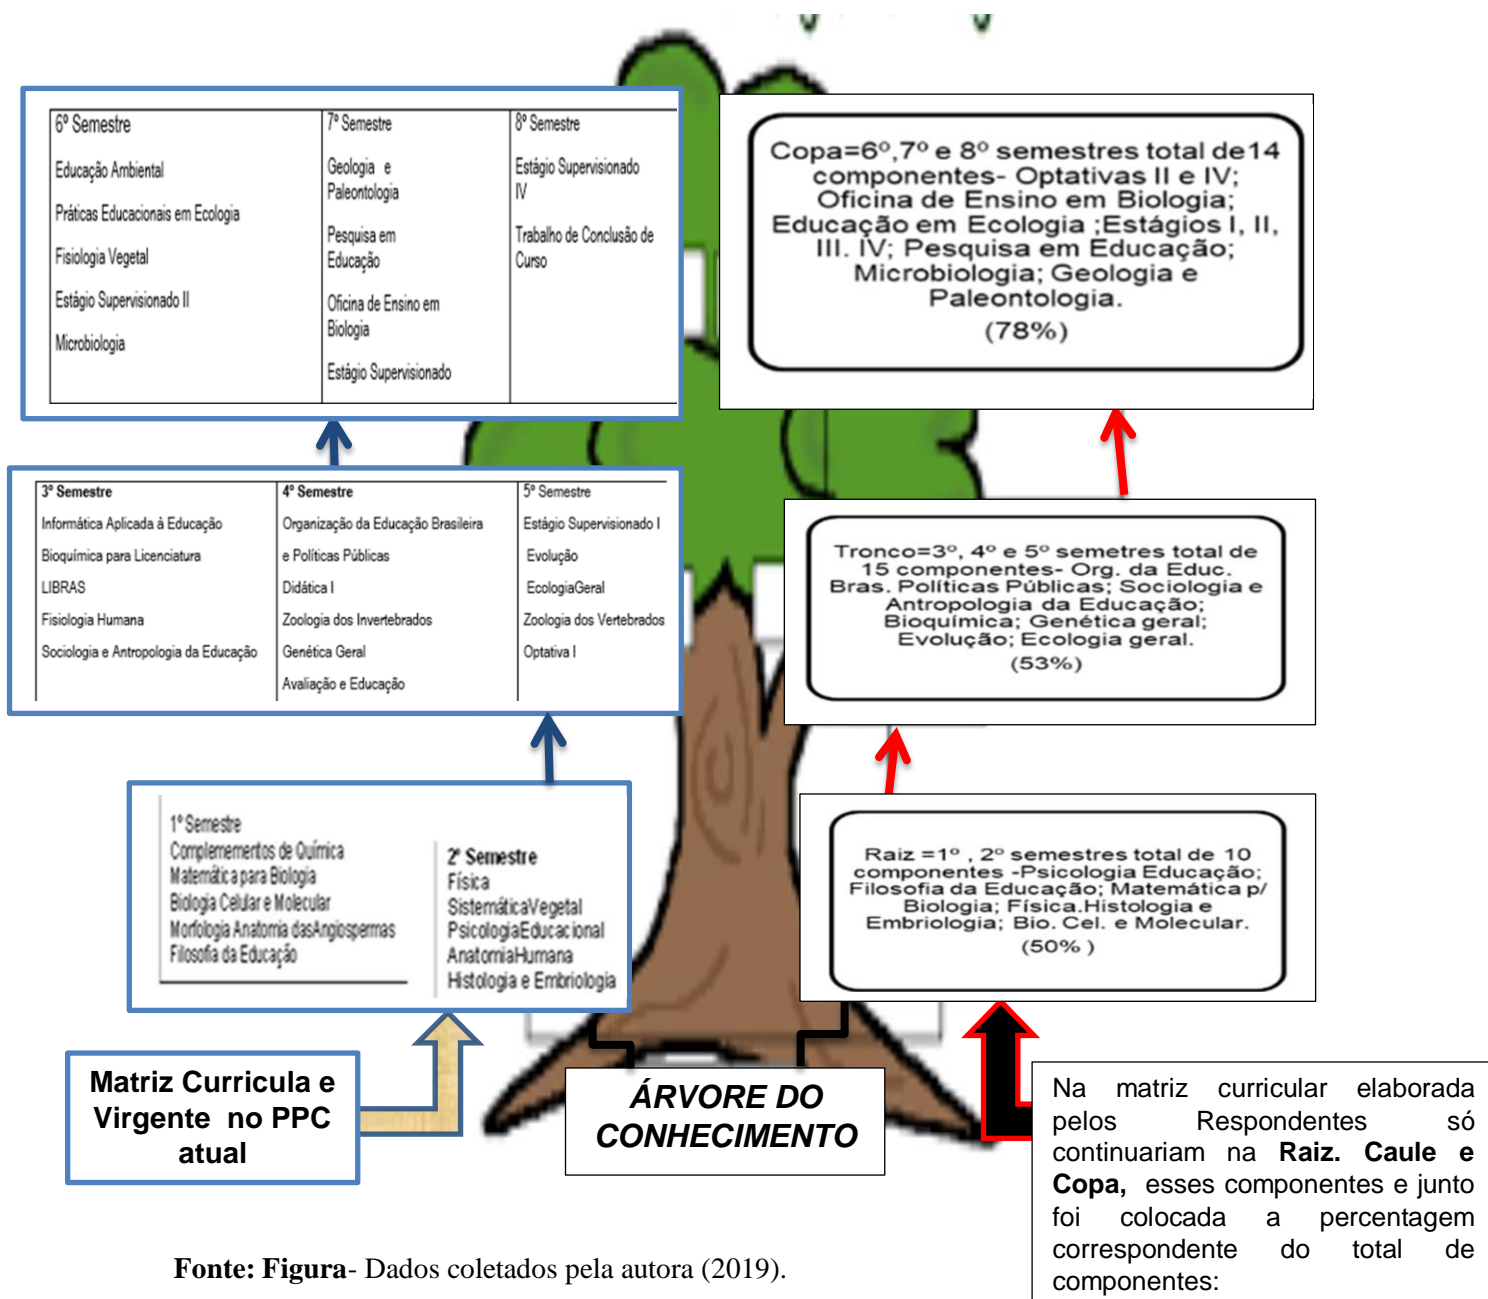 6º Semestre
Educação Ambiental
Práticas Educacionais em Ecologia
Fisiologia Vegetal
Estágio Supervisionado II
Microbiologia
7º Semestre
Geologia e
Paleontologia
Pesquisa em
Educação
Oficina de Ensino em
Biologia
Estágio Supervisionado
8º Semestre
Estágio Supervisionado
IV
Trabalho de Conclusão de
Curso
Copa=6º,7º e 8º semestres total de14
componentes- Optativas II e IV;
Oficina de Ensino em Biologia;
Educação em Ecologia ;Estágios I, II,
III. IV; Pesquisa em Educação;
Microbiologia; Geologia e
Paleontologia.
(78%)
3º Semestre
Informática Aplicada à Educação
Bioquímica para Licenciatura
LIBRAS
Fisiologia Humana
Sociologia e Antropologia da Educação
4º Semestre
Organização da Educação Brasileira
e Políticas Públicas
Didática I
Zoologia dos Invertebrados
Genética Geral
Avaliação e Educação
5º Semestre
Estágio Supervisionado I
Evolução
EcologiaGeral
Zoologia dos Vertebrados
Optativa I
Tronco=3º, 4º e 5º semetres total de
15 componentes- Org. da Educ.
Bras. Políticas Públicas; Sociologia e
Antropologia da Educação;
Bioquímica; Genética geral;
Evolução; Ecologia geral.
(53%)
1º Semestre
Complemementos de Química
Matemática para Biologia
Biologia Celular e Molecular
Morfologia Anatomia dasAngiospermas
Filosofia da Educação
2º Semestre
Física
SistemáticaVegetal
PsicologiaEducacional
AnatomiaHumana
Histologia e Embriologia
Raiz =1º , 2º semestres total de 10
componentes -Psicologia Educação;
Filosofia da Educação; Matemática p/
Biologia; Física.Histologia e
Embriologia; Bio. Cel. e Molecular.
(50% )
Matriz Curricula e
Virgente no PPC
atual
ÁRVORE DO
CONHECIMENTO
Na matriz curricular elaborada
pelos Respondentes só
continuariam na Raiz. Caule e
Copa, esses componentes e junto
foi colocada a percentagem
correspondente do total de
componentes:
Fonte: Figura- Dados coletados pela autora (2019).